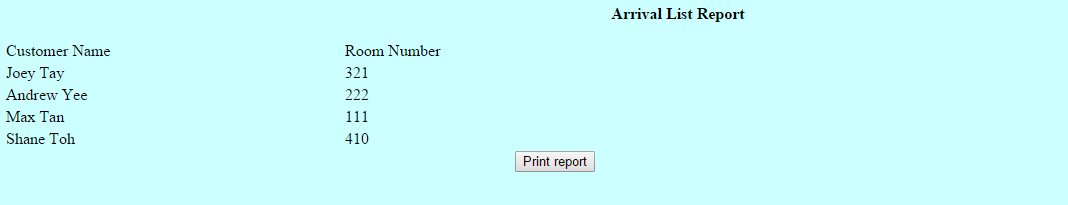 Arrival List Report
Customer Name Room Number
Joey Tay 321
Andrew Yee 222
Max Tan 111
Shane Toh 410
Print report